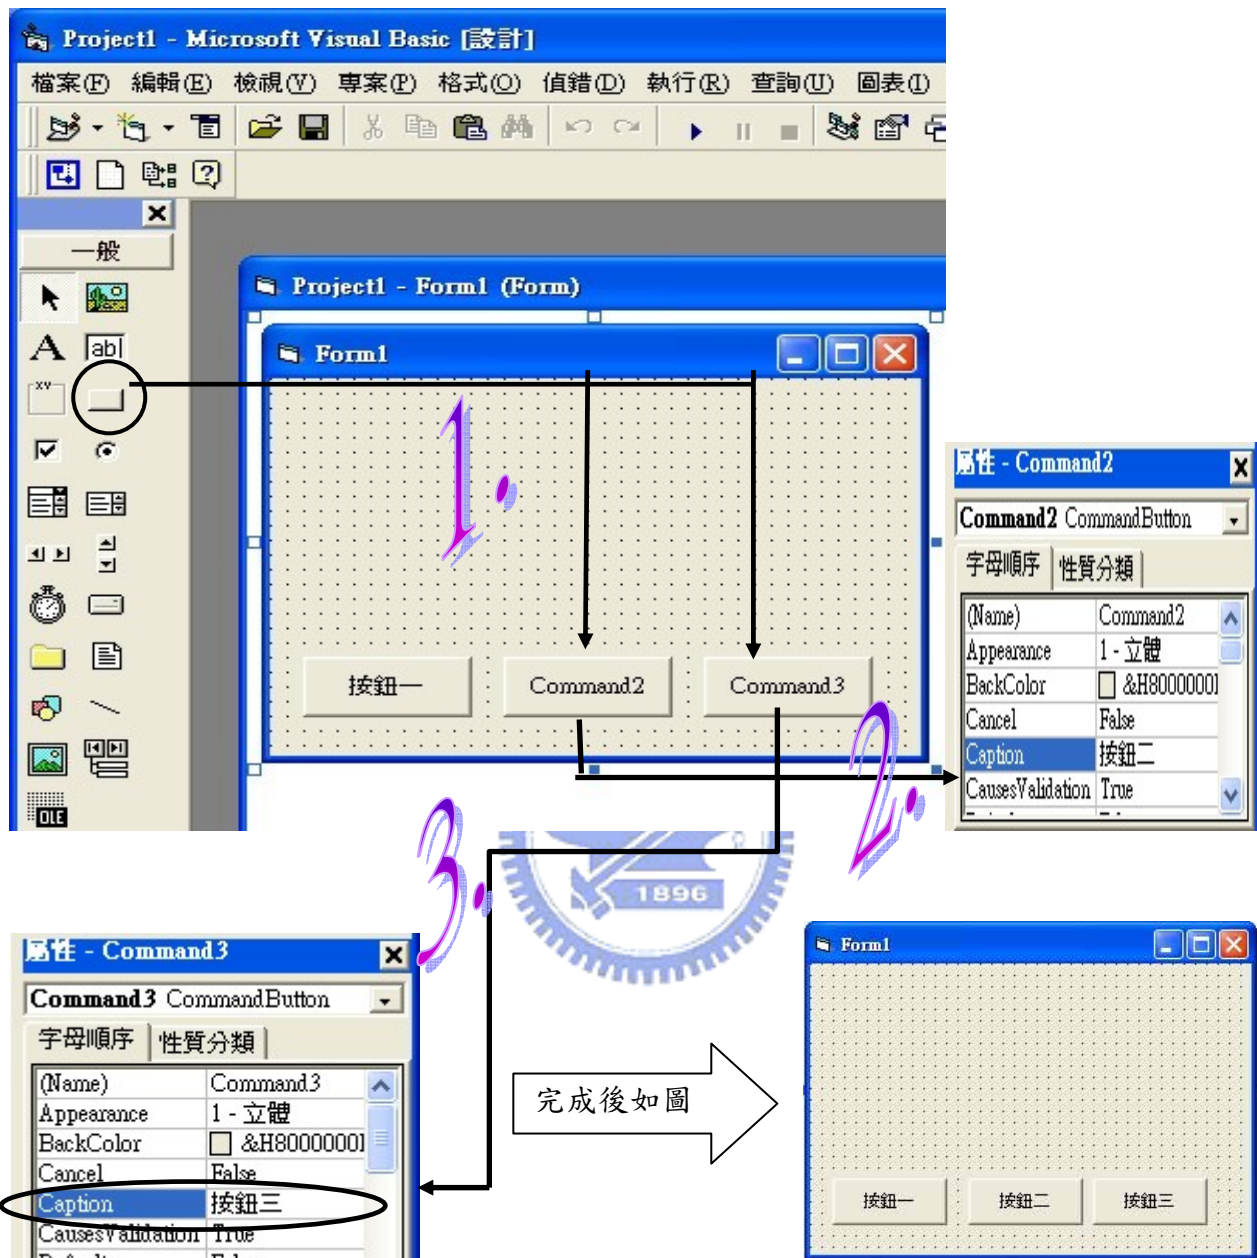 Project1 - Microsoft Visual Basic [設計]
檔案(F) 編輯(E) 檢視(V) 專案(P) 格式(O) 偵錯(D) 執行(R) 查詢(U) 圖表(I)
一般
Project1 - Form1 (Form)
A ab|
XY
Form1
1.
OLE
按鈕一 Command2 Command3
屬性 - Command2
Command2 CommandButton
字母順序 性質分類
(Name) Command2
Appearance 1 - 立體
BackColor &H8000000
Cancel False
Caption 按鈕二
CausesValidation True
2.
3.
1896
屬性 - Command3
Command3 CommandButton
字母順序 性質分類
(Name) Command3
Appearance 1 - 立體
BackColor &H8000000
Cancel False
Caption 按鈕三
CausesValidation True
完成後如圖
Form1
按鈕一 按鈕二 按鈕三